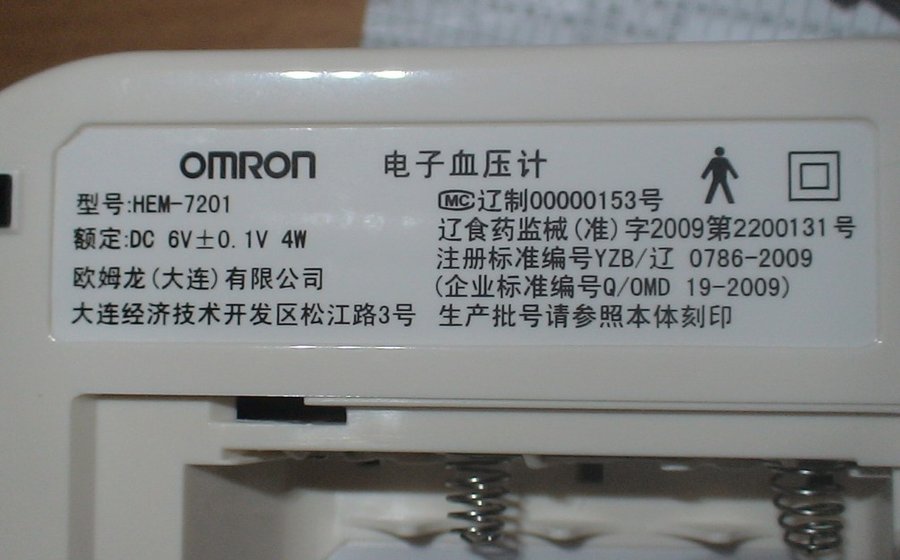 OMRON 电子血压计
型号:HEM-7201
额定:DC 6V±0.1V 4W
欧姆龙(大连)有限公司
大连经济技术开发区松江路3号
MC辽制00000153号
辽食药监械(准)字2009第2200131号
注册标准编号YZB/辽 0786-2009
(企业标准编号Q/OMD 19-2009)
生产批号请参照本体刻印